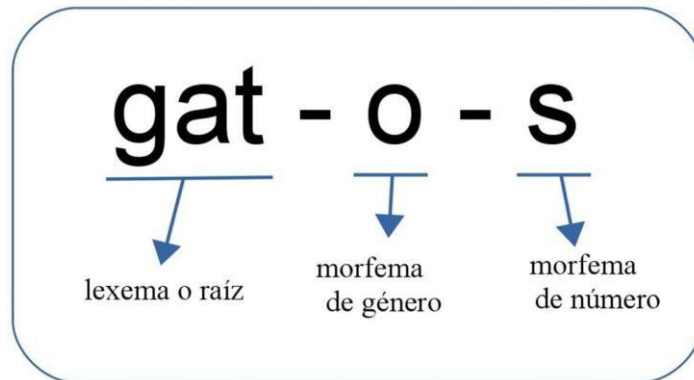 gat - o - s
lexema o raíz
morfema
de género
morfema
de número